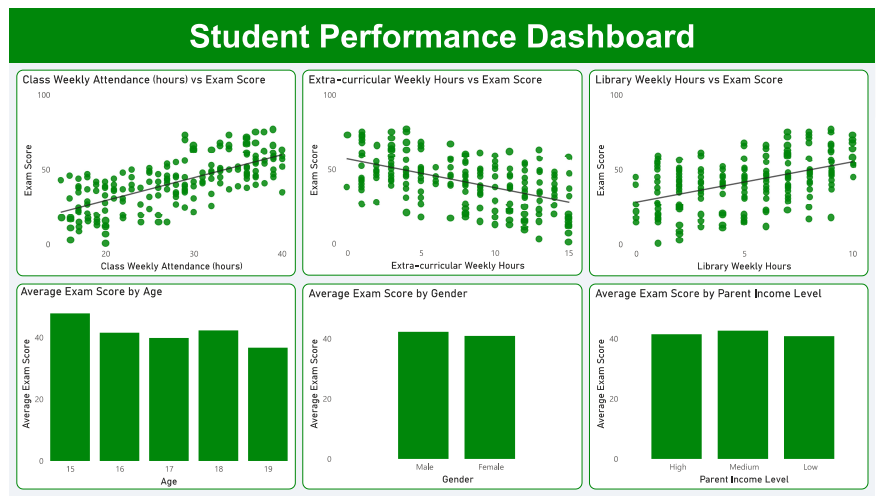 Student Performance Dashboard
Class Weekly Attendance (hours) vs Exam Score
100
50
0
Exam Score
20
30
40
Class Weekly Attendance (hours)
Extra-curricular Weekly Hours vs Exam Score
100
50
0
Exam Score
0
5
10
15
Extra-curricular Weekly Hours
Library Weekly Hours vs Exam Score
100
50
0
Exam Score
0
5
10
Library Weekly Hours
Average Exam Score by Age
40
20
0
Average Exam Score
15
16
17
18
19
Age
Average Exam Score by Gender
40
20
0
Average Exam Score
Male
Female
Gender
Average Exam Score by Parent Income Level
40
20
0
Average Exam Score
High
Medium
Low
Parent Income Level